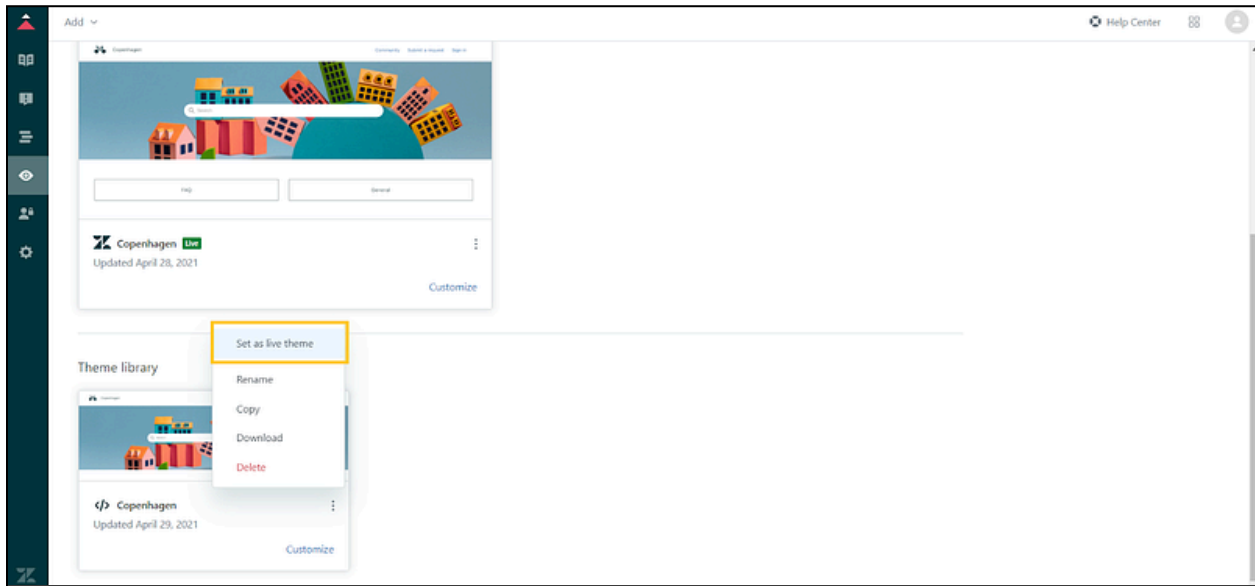 Add
Help Center
Copenhagen
Community Submit a request Sign in
Search
FAQ
General
Copenhagen Live
Updated April 28, 2021
Customize
Set as live theme
Theme library
Rename
Copy
Download
Delete
Copenhagen
Updated April 29, 2021
Customize